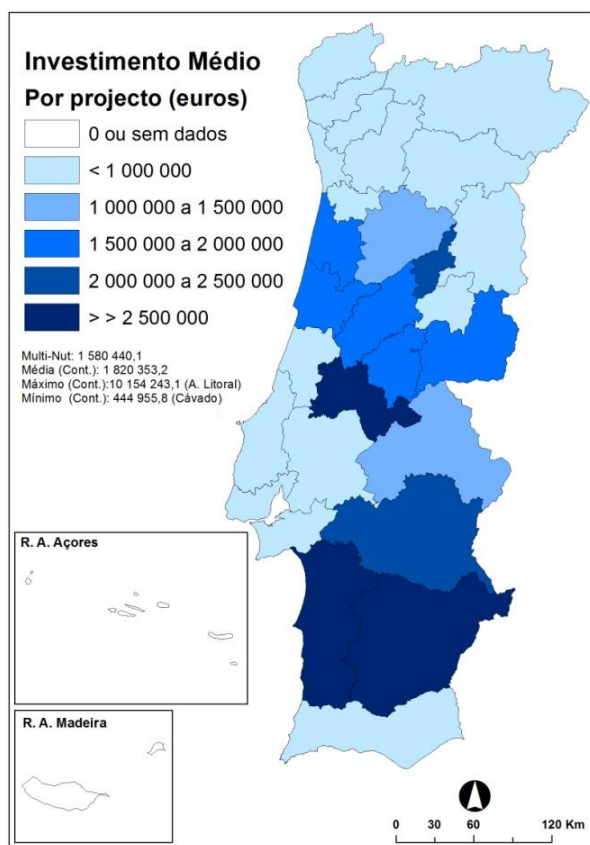 Investimento Médio
Por projecto (euros)
0 ou sem dados
< 1 000 000
1 000 000 a 1 500 000
1 500 000 a 2 000 000
2 000 000 a 2 500 000
> > 2 500 000
Multi-Nut: 1 580 440,1
Média (Cont.): 1 820 353,2
Máximo (Cont.):10 154 243,1 (A. Litoral)
Mínimo (Cont.): 444 955,8 (Cávado)
R. A. Açores
R. A. Madeira
0 30 60 120 Km